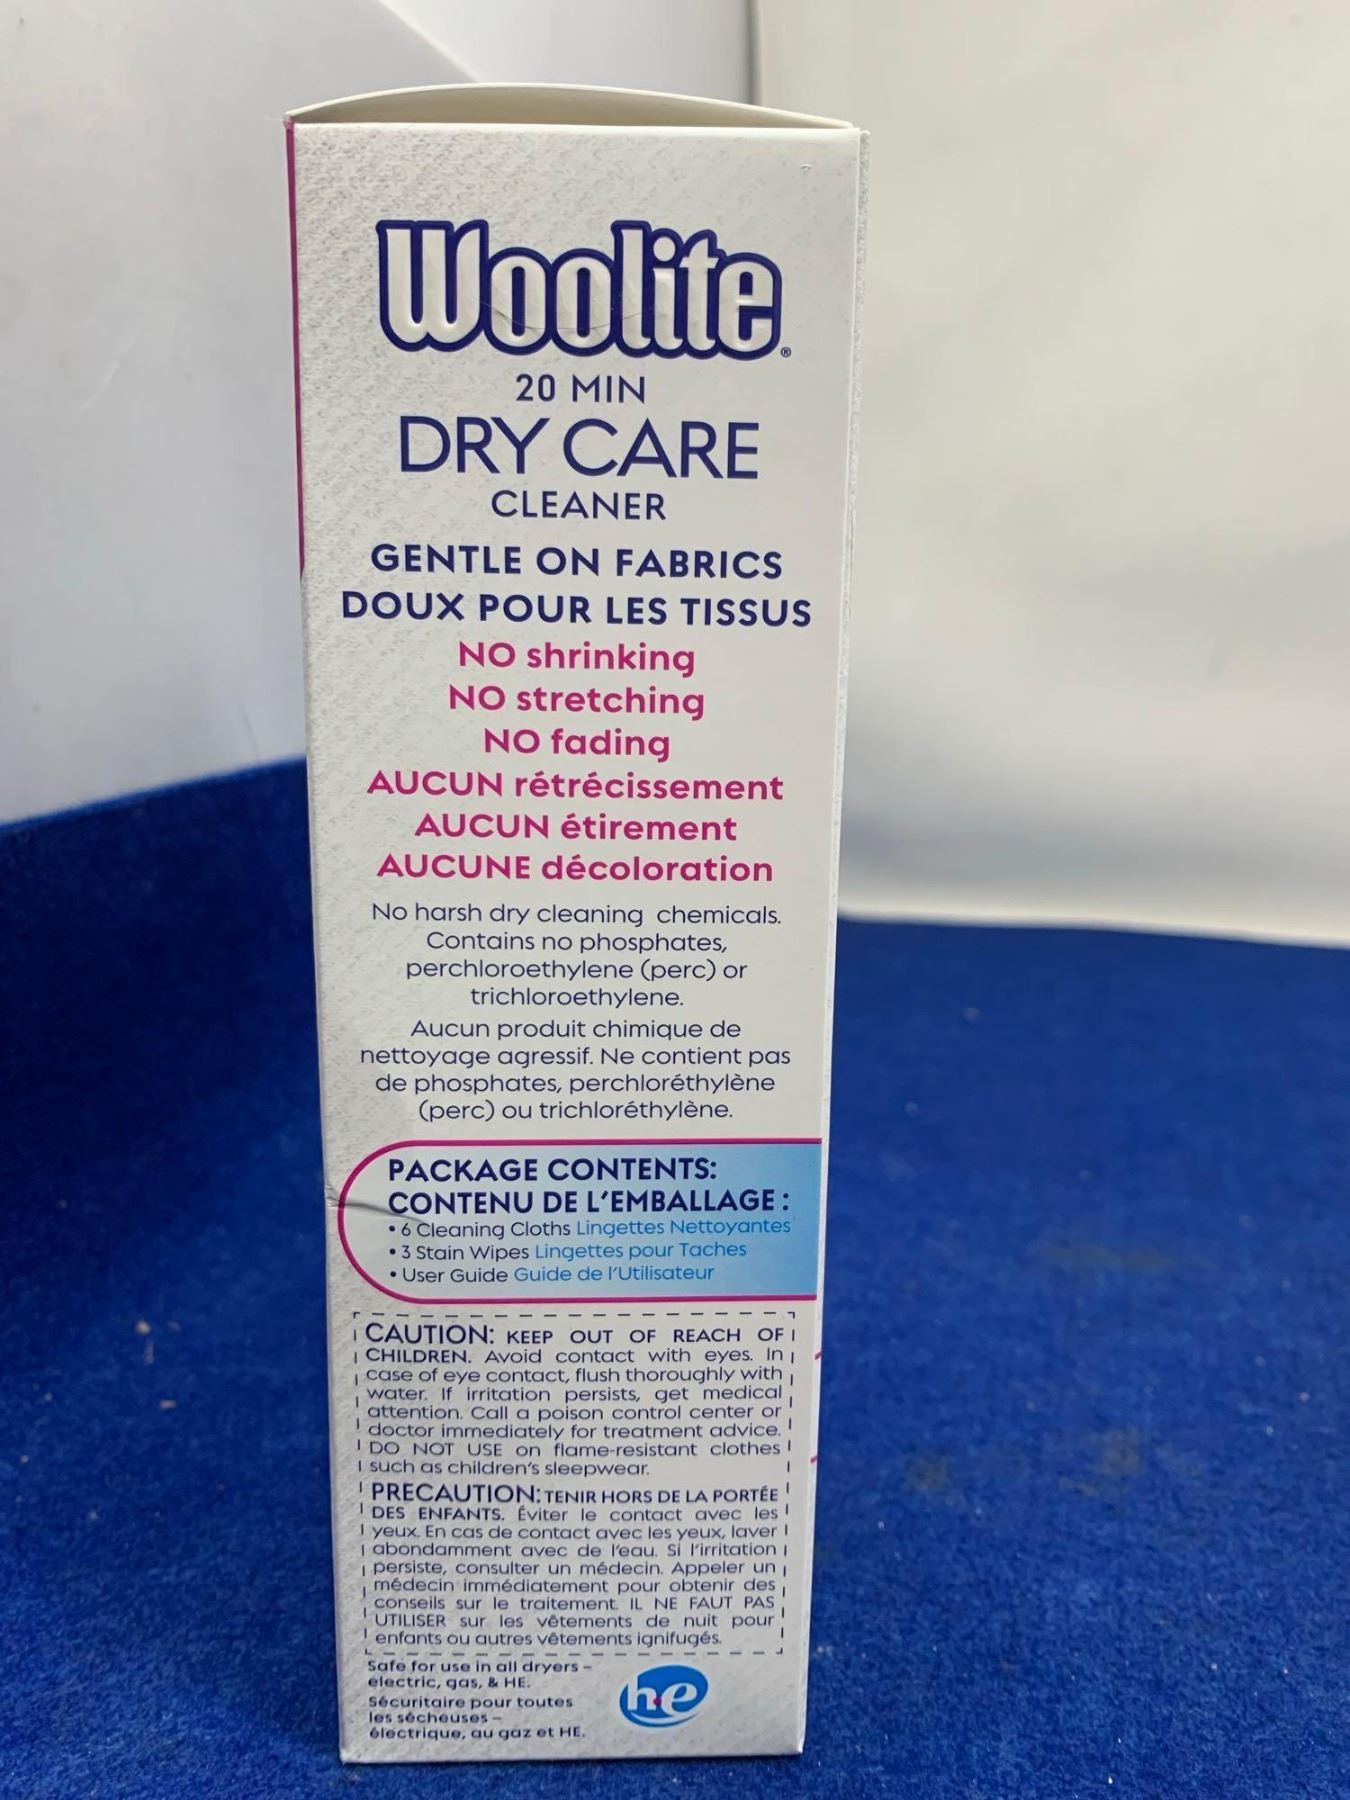 Woolite®
20 MIN
DRY CARE
CLEANER
GENTLE ON FABRICS
DOUX POUR LES TISSUS
NO shrinking
NO stretching
NO fading
AUCUN rétrécissement
AUCUN étirement
AUCUNE décoloration
No harsh dry cleaning chemicals.
Contains no phosphates,
perchloroethylene (perc) or
trichloroethylene.
Aucun produit chimique de
nettoyage agressif. Ne contient pas
de phosphates, perchloréthylène
(perc) ou trichloréthylène.
PACKAGE CONTENTS:
CONTENU DE L'EMBALLAGE :
• 6 Cleaning Cloths Lingettes Nettoyantes
• 3 Stain Wipes Lingettes pour Taches
• User Guide Guide de l'Utilisateur
CAUTION: KEEP OUT OF REACH OF
CHILDREN. Avoid contact with eyes. In
case of eye contact, flush thoroughly with
water. If irritation persists, get medical
attention. Call a poison control center or
doctor immediately for treatment advice.
DO NOT USE on flame-resistant clothes
such as children's sleepwear.
PRECAUTION: TENIR HORS DE LA PORTÉE
DES ENFANTS. Éviter le contact avec les
yeux. En cas de contact avec les yeux, laver
abondamment avec de l'eau. Si l'irritation
persiste, consulter un médecin. Appeler un
médecin immédiatement pour obtenir des
conseils sur le traitement. IL NE FAUT PAS
UTILISER sur les vêtements de nuit pour
enfants ou autres vêtements ignifugés.
Safe for use in all dryers –
electric, gas, & HE.
Sécuritaire pour toutes
les sécheuses –
électrique, au gaz et HE.
he